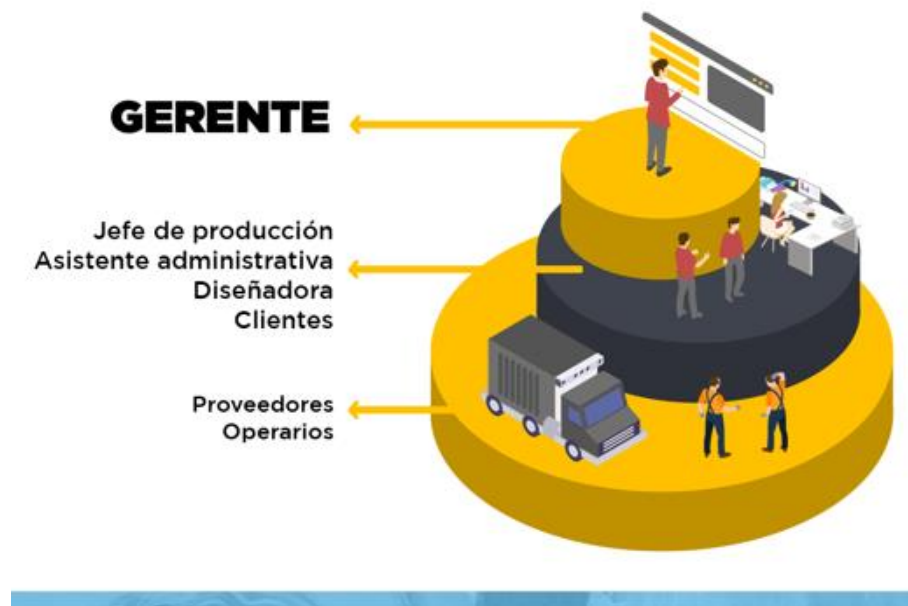 GERENTE
Jefe de producción
Asistente administrativa
Diseñadora
Clientes
Proveedores
Operarios